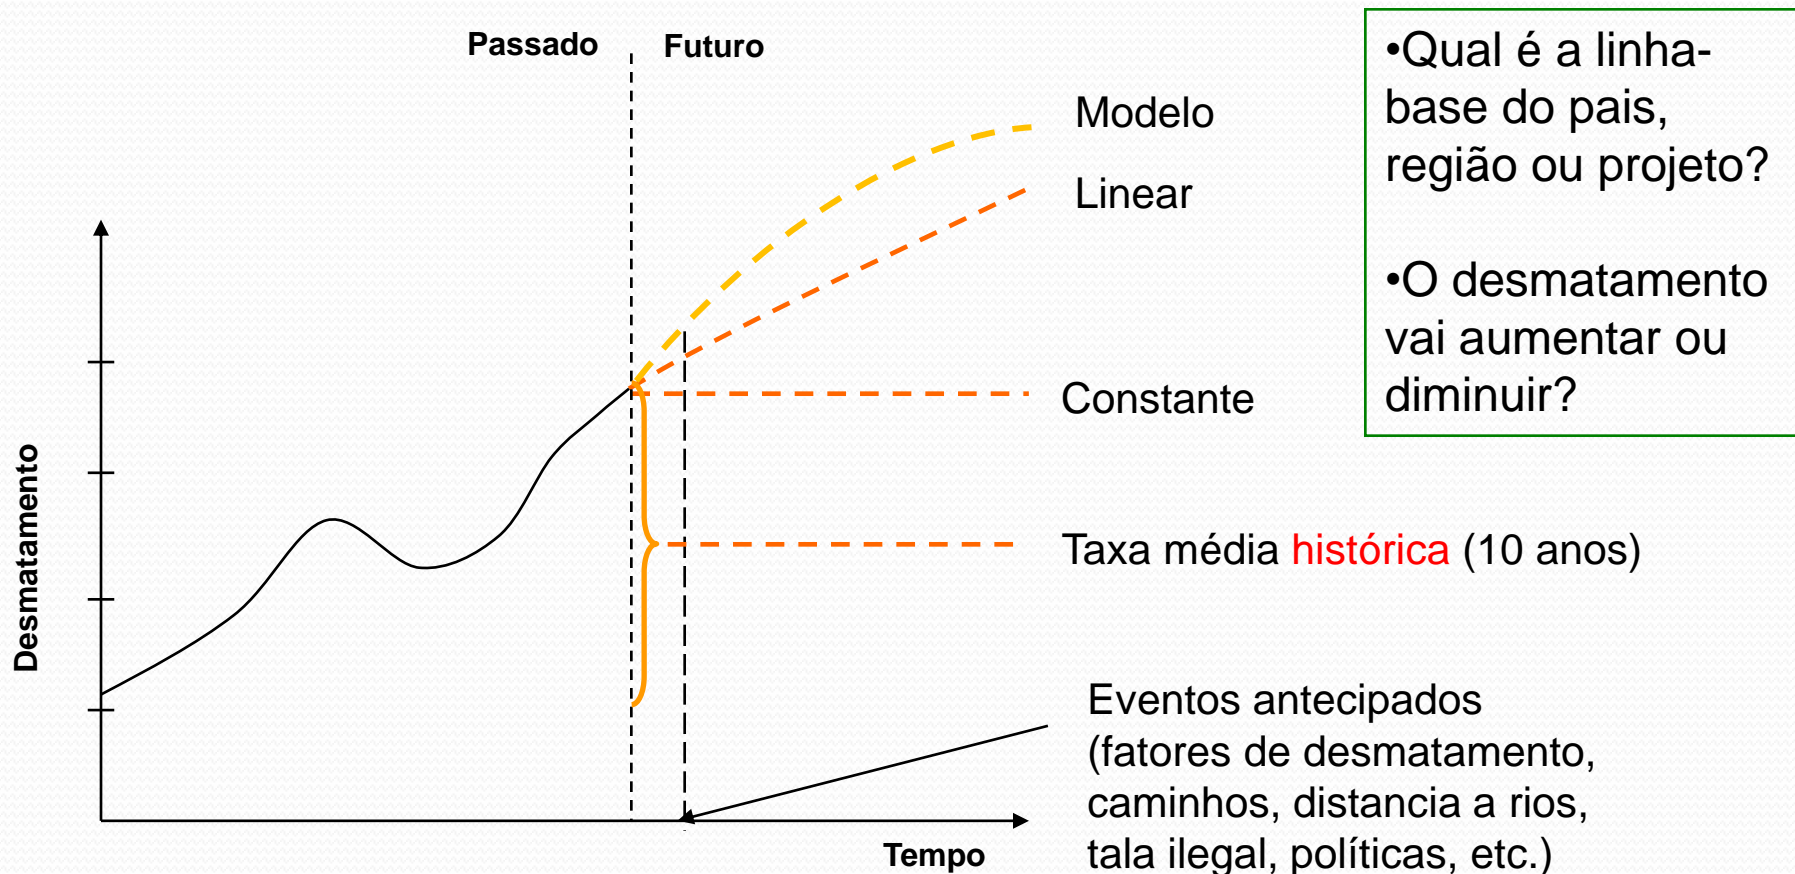 Passado
Futuro
Modelo
Linear
Constante
Taxa média histórica (10 anos)
Eventos antecipados
(fatores de desmatamento,
caminhos, distancia a rios,
tala ilegal, políticas, etc.)
Desmatamento
Tempo
•Qual é a linha-
base do pais,
região ou projeto?
•O desmatamento
vai aumentar ou
diminuir?